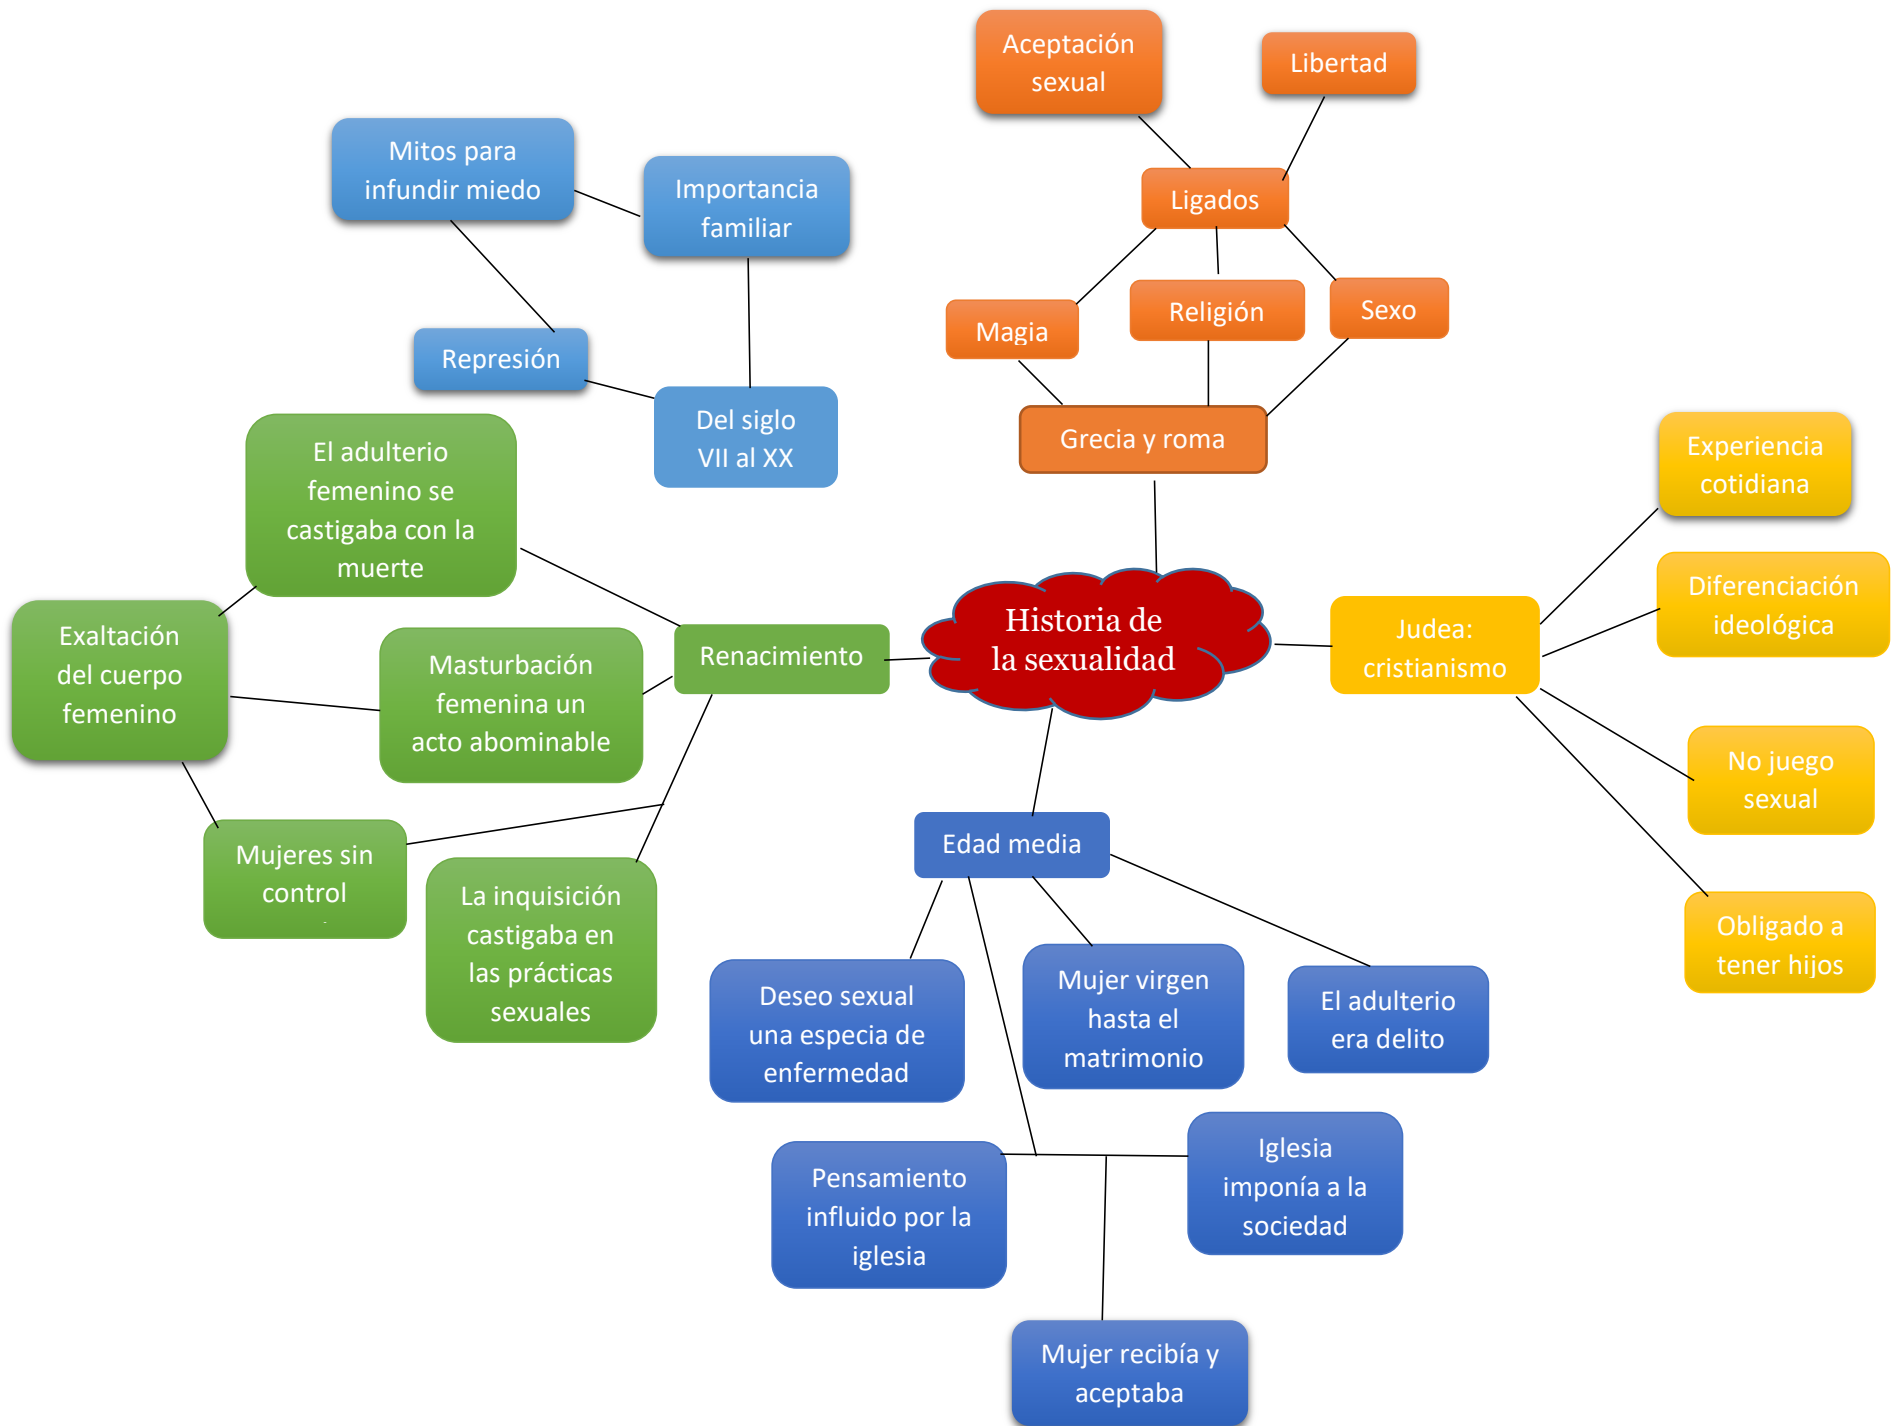 Aceptación
sexual
Libertad
Mitos para
infundir miedo
Importancia
familiar
Ligados
Magia
Religión
Sexo
Represión
Del siglo
VII al XX
Grecia y roma
El adulterio
femenino se
castigaba con la
muerte
Experiencia
cotidiana
Diferenciación
ideológica
Exaltación
del cuerpo
femenino
Masturbación
femenina un
acto abominable
Renacimiento
Historia de
la sexualidad
Judea:
cristianismo
No juego
sexual
Mujeres sin
control
La inquisición
castigaba en
las prácticas
sexuales
Edad media
Obligado a
tener hijos
Deseo sexual
una especia de
enfermedad
Mujer virgen
hasta el
matrimonio
El adulterio
era delito
Pensamiento
influido por la
iglesia
Iglesia
imponía a la
sociedad
Mujer recibía y
aceptaba